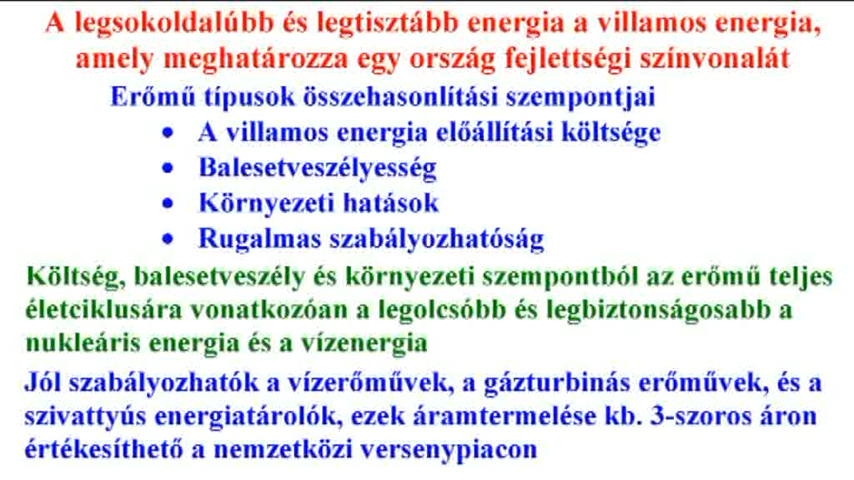 A legsokoldalúbb és legtisztább energia a villamos energia,
amely meghatározza egy ország fejlettségi színvonalát
Erőmű típusok összehasonlítási szempontjai
• A villamos energia előállítási költsége
• Balesetveszélyesség
• Környezeti hatások
• Rugalmas szabályozhatóság
Költség, balesetveszély és környezeti szempontból az erőmű teljes
életciklusára vonatkozóan a legolcsóbb és legbiztonságosabb a
nukleáris energia és a vízenergia
Jól szabályozhatók a vízerőművek, a gázturbinás erőművek, és a
szivattyús energiatárolók, ezek áramtermelése kb. 3-szoros áron
értékesíthető a nemzetközi versenypiacon